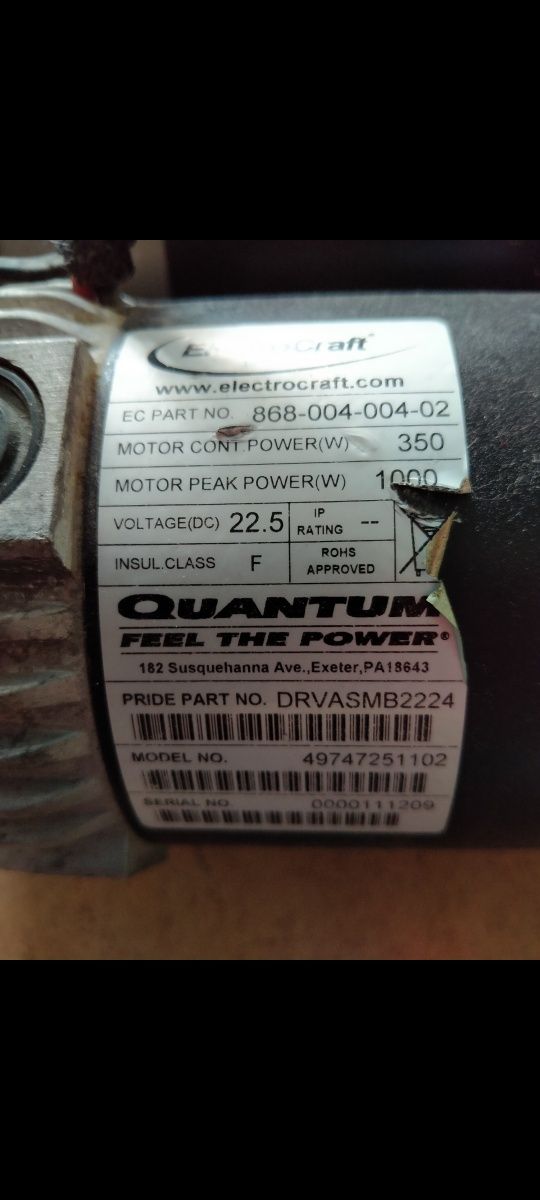 ElectroCraft
www.electrocraft.com
EC PART NO. 868-004-004-02
MOTOR CONT.POWER(W) 350
MOTOR PEAK POWER(W) 1000
VOLTAGE(DC) 22.5 IP RATING --
INSUL.CLASS F ROHS APPROVED
QUANTUM
FEEL THE POWER®
182 Susquehanna Ave.,Exeter,PA18643
PRIDE PART NO. DRVASMB2224
MODEL NO. 49747251102
SERIAL NO. 0000111209